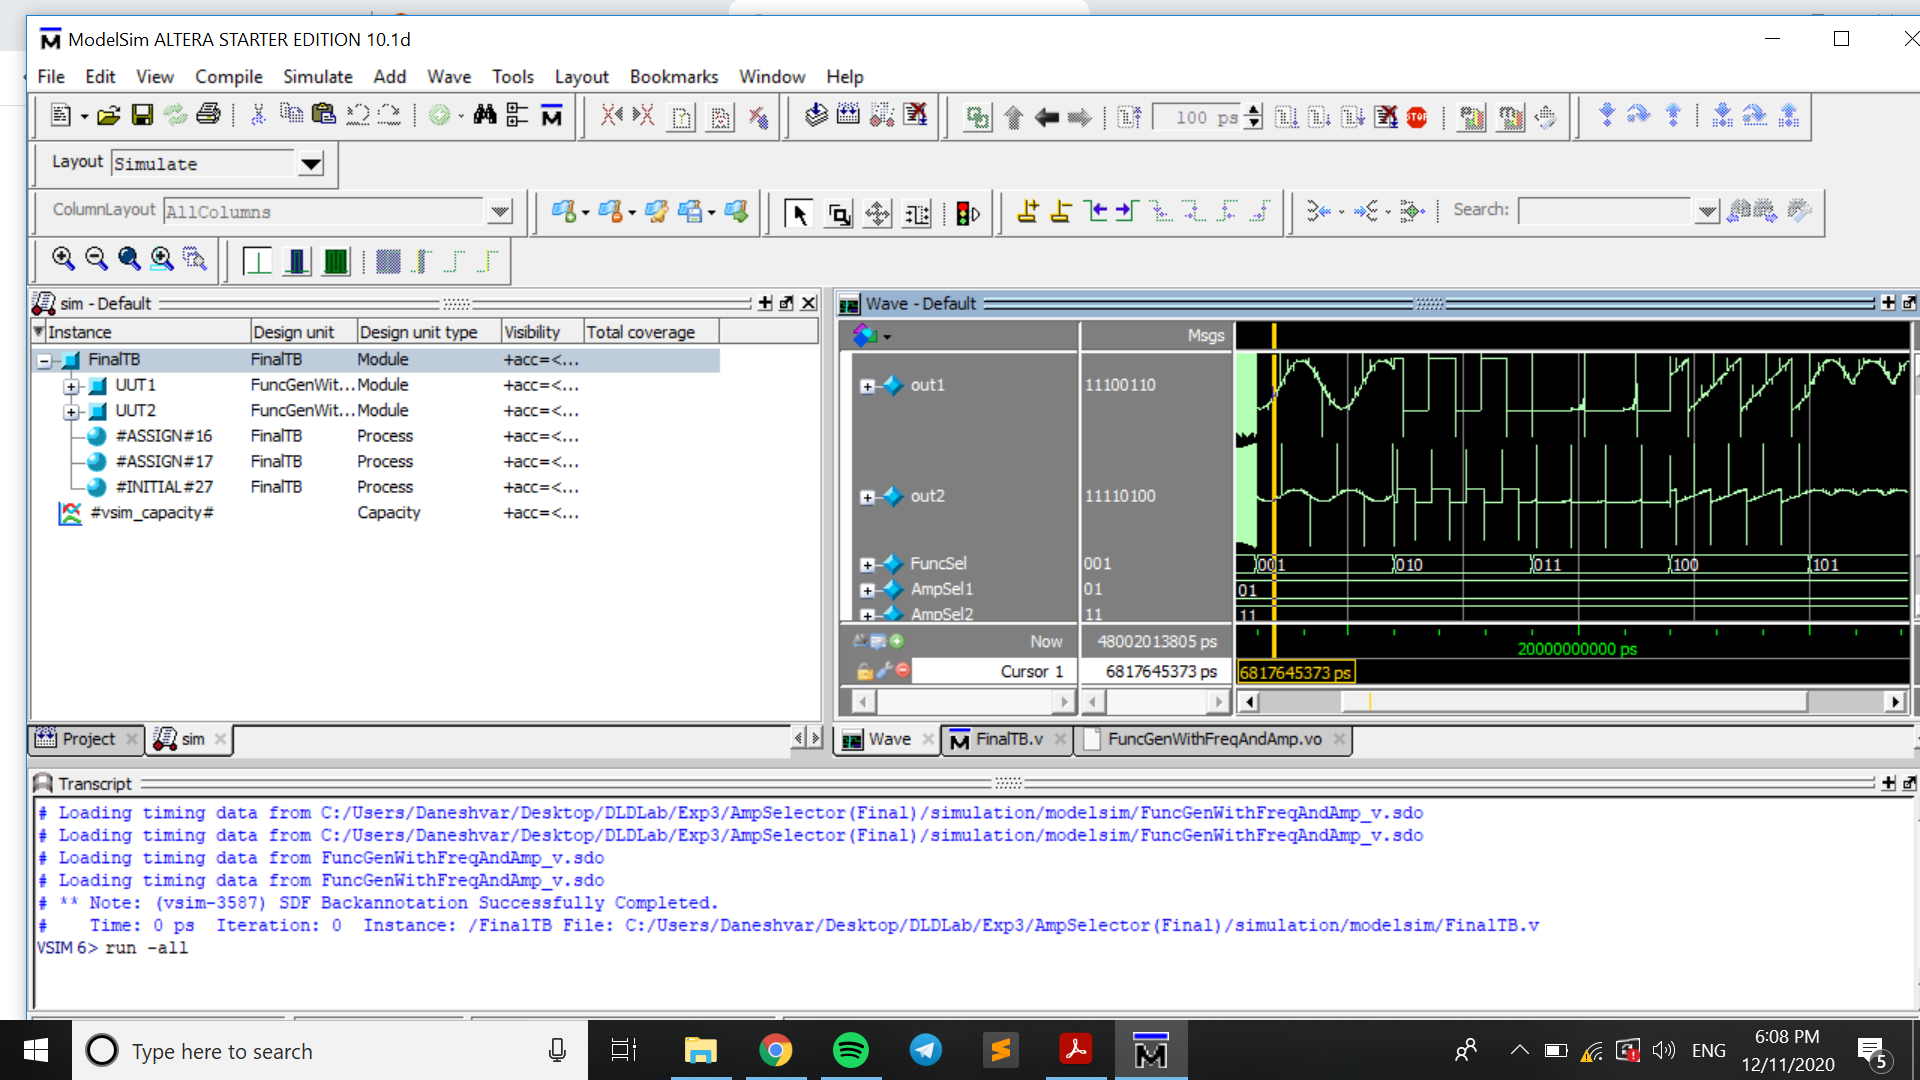 ModelSim ALTERA STARTER EDITION 10.1d
File Edit View Compile Simulate Add Wave Tools Layout Bookmarks Window Help
100 ps
STOP
Layout Simulate
ColumnLayout AllColumns
Search:
sim - Default
Instance Design unit Design unit type Visibility Total coverage
FinalTB FinalTB Module +acc=<...
UUT1 FuncGenWit... Module +acc=<...
UUT2 FuncGenWit... Module +acc=<...
#ASSIGN#16 FinalTB Process +acc=<...
#ASSIGN#17 FinalTB Process +acc=<...
#INITIAL#27 FinalTB Process +acc=<...
#vsim_capacity# Capacity +acc=<...
Project sim
Wave - Default
Msgs
out1 11100110
out2 11110100
FuncSel 001 001 010 011 100 101
AmpSel1 01 01
AmpSel2 11 11
Now 48002013805 ps 20000000000 ps
Cursor 1 6817645373 ps 6817645373 ps
Wave FinalTB.v FuncGenWithFreqAndAmp.vo
Transcript
# Loading timing data from C:/Users/Daneshvar/Desktop/DLDLab/Exp3/AmpSelector(Final)/simulation/modelsim/FuncGenWithFreqAndAmp_v.sdo
# Loading timing data from C:/Users/Daneshvar/Desktop/DLDLab/Exp3/AmpSelector(Final)/simulation/modelsim/FuncGenWithFreqAndAmp_v.sdo
# Loading timing data from FuncGenWithFreqAndAmp_v.sdo
# Loading timing data from FuncGenWithFreqAndAmp_v.sdo
# ** Note: (vsim-3587) SDF Backannotation Successfully Completed.
#    Time: 0 ps  Iteration: 0  Instance: /FinalTB File: C:/Users/Daneshvar/Desktop/DLDLab/Exp3/AmpSelector(Final)/simulation/modelsim/FinalTB.v
VSIM 6> run -all
Type here to search
ENG
6:08 PM
12/11/2020
5